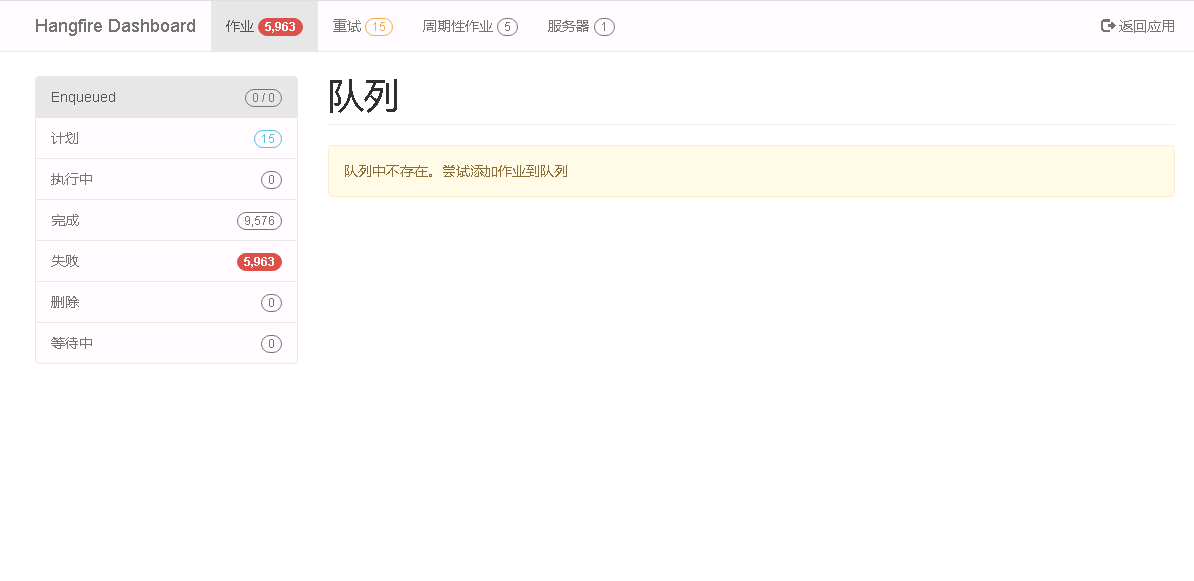 Hangfire Dashboard 作业 5,963 重试 15 周期性作业 5 服务器 1 返回应用
Enqueued 0 / 0
计划 15
执行中 0
完成 9,576
失败 5,963
删除 0
等待中 0
队列
队列中不存在。尝试添加作业到队列